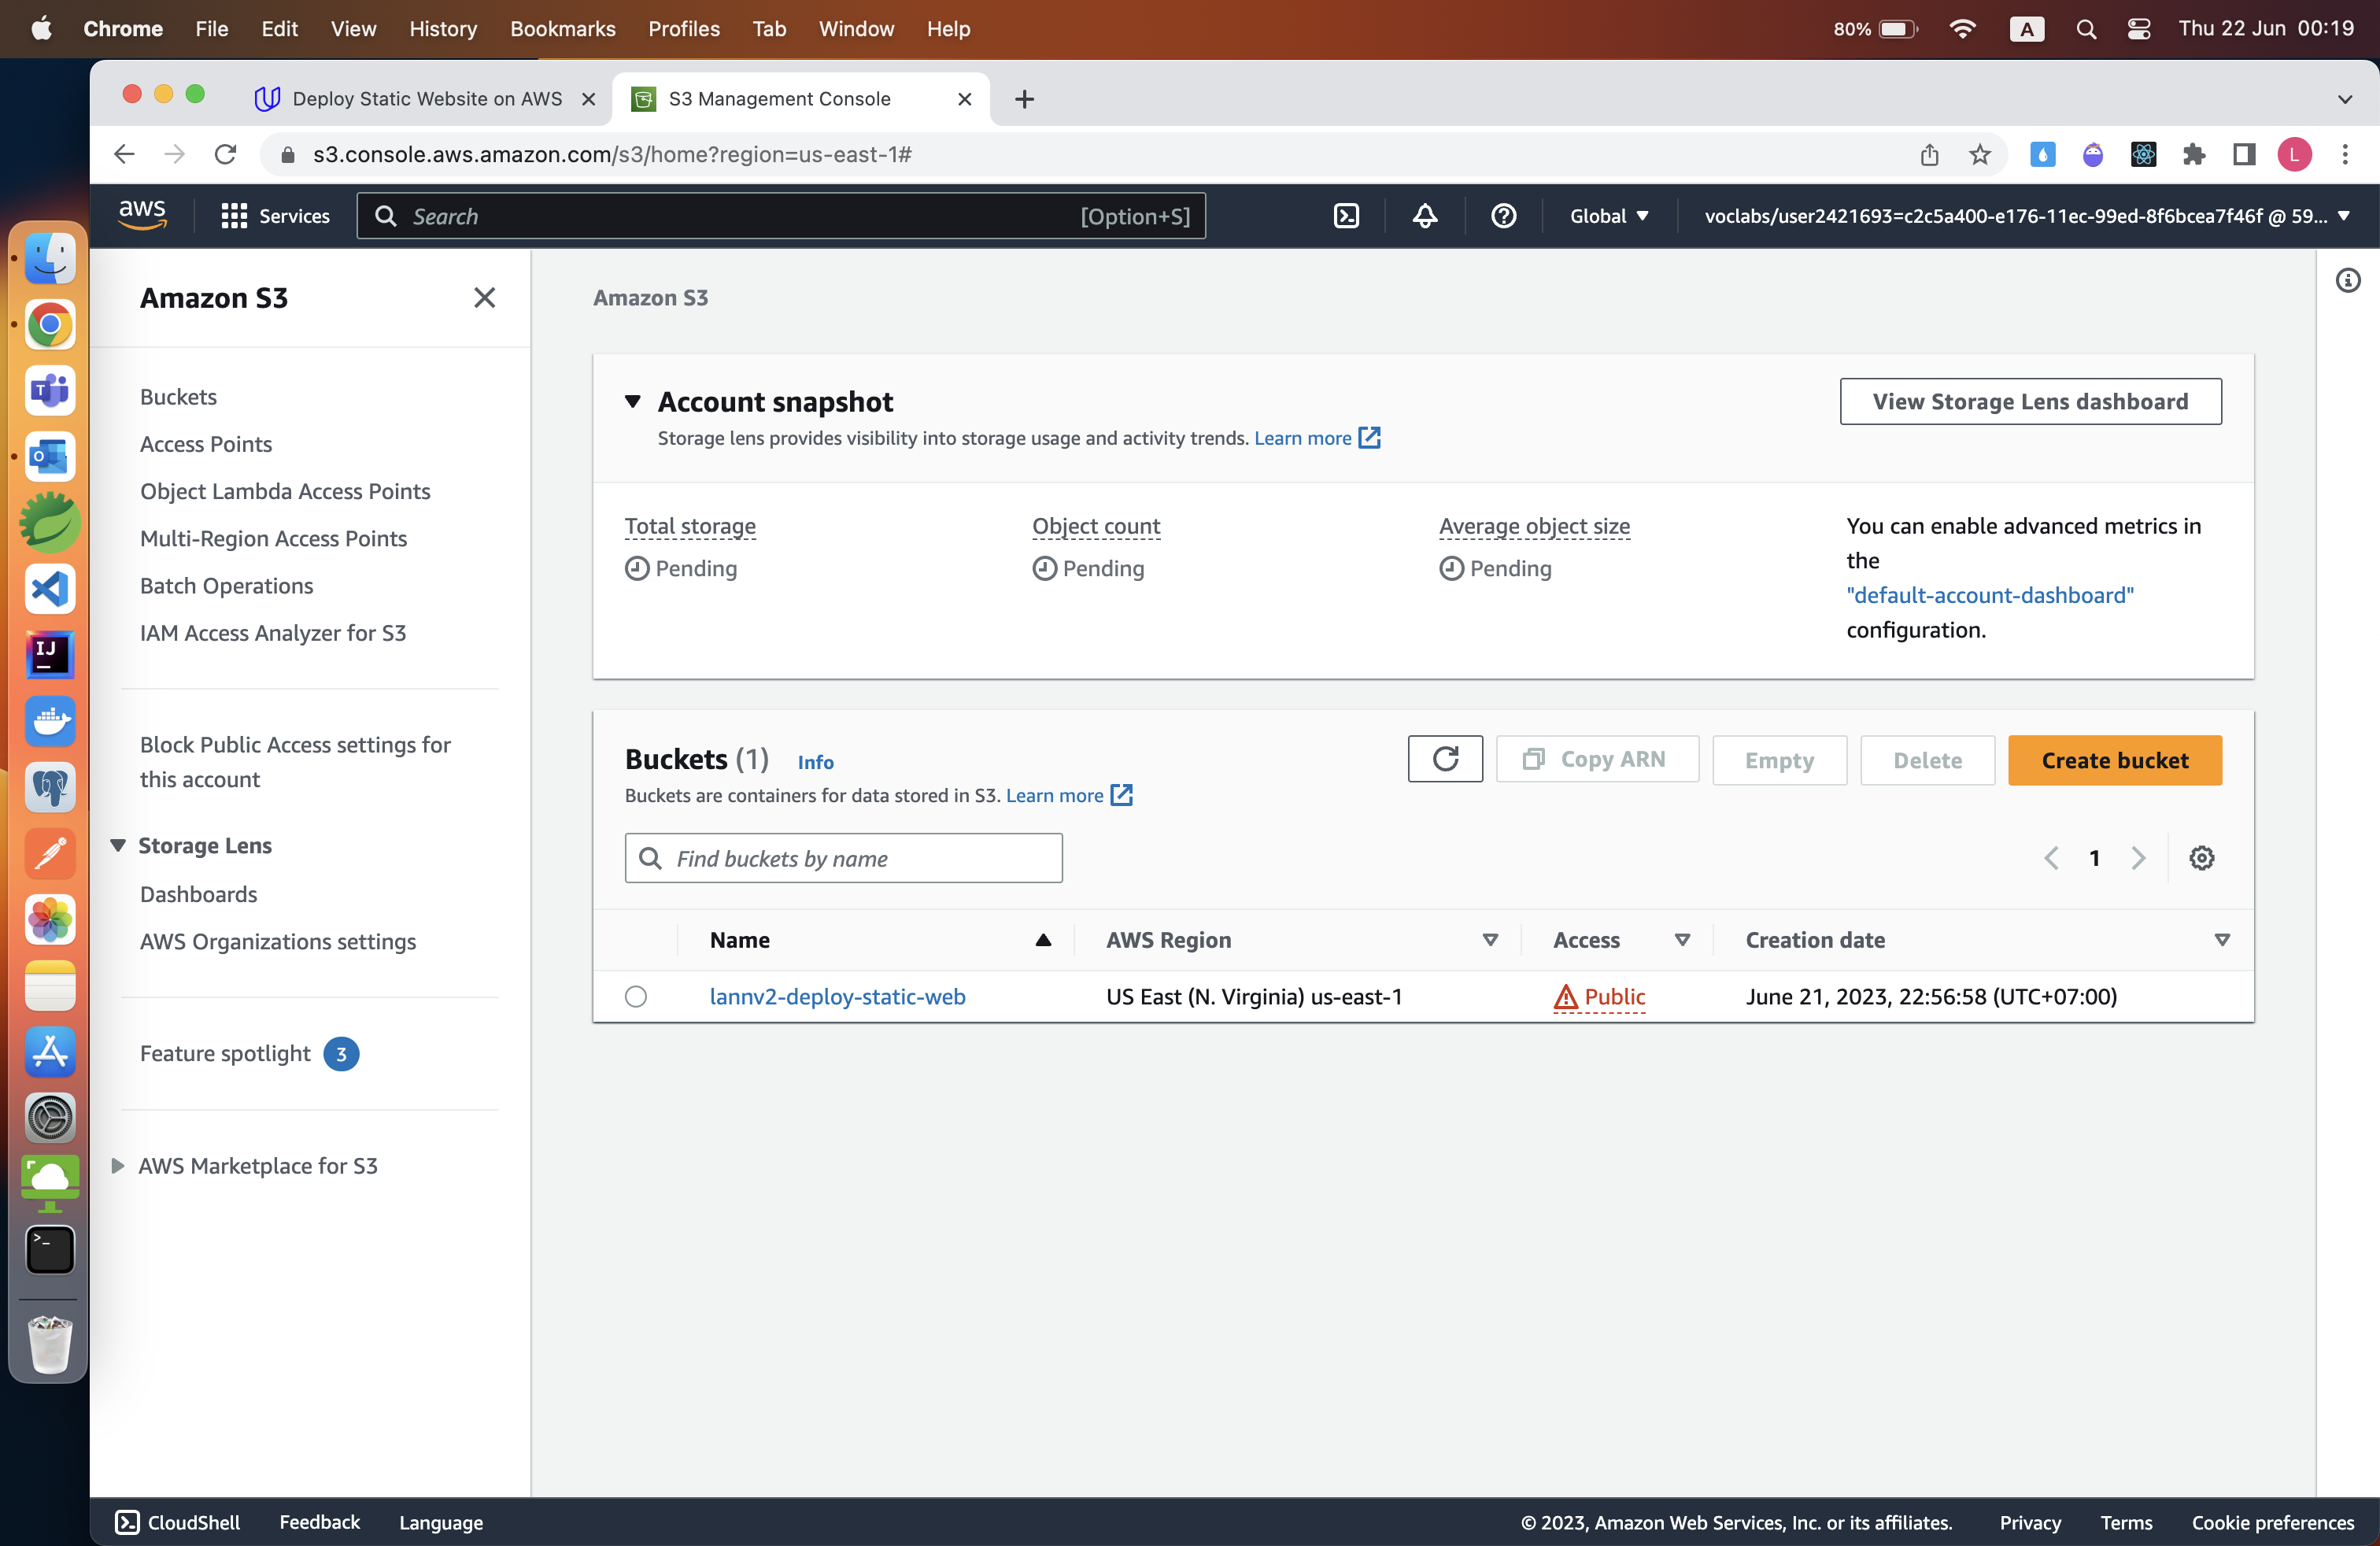 Chrome File Edit View History Bookmarks Profiles Tab Window Help 80% A Thu 22 Jun 00:19
Deploy Static Website on AWS S3 Management Console
s3.console.aws.amazon.com/s3/home?region=us-east-1# L
aws Services Search [Option+S] Global voclabs/user2421693=c2c5a400-e176-11ec-99ed-8f6bcea7f46f @ 59...
Amazon S3
Buckets
Access Points
Object Lambda Access Points
Multi-Region Access Points
Batch Operations
IAM Access Analyzer for S3
Block Public Access settings for
this account
Storage Lens
Dashboards
AWS Organizations settings
Feature spotlight 3
AWS Marketplace for S3
Amazon S3
Account snapshot
Storage lens provides visibility into storage usage and activity trends. Learn more
View Storage Lens dashboard
Total storage
Pending
Object count
Pending
Average object size
Pending
You can enable advanced metrics in
the
"default-account-dashboard"
configuration.
Buckets (1) Info
Buckets are containers for data stored in S3. Learn more
Copy ARN Empty Delete Create bucket
Find buckets by name
1
Name AWS Region Access Creation date
lannv2-deploy-static-web US East (N. Virginia) us-east-1 Public June 21, 2023, 22:56:58 (UTC+07:00)
T
O
IJ
>_
CloudShell Feedback Language © 2023, Amazon Web Services, Inc. or its affiliates. Privacy Terms Cookie preferences